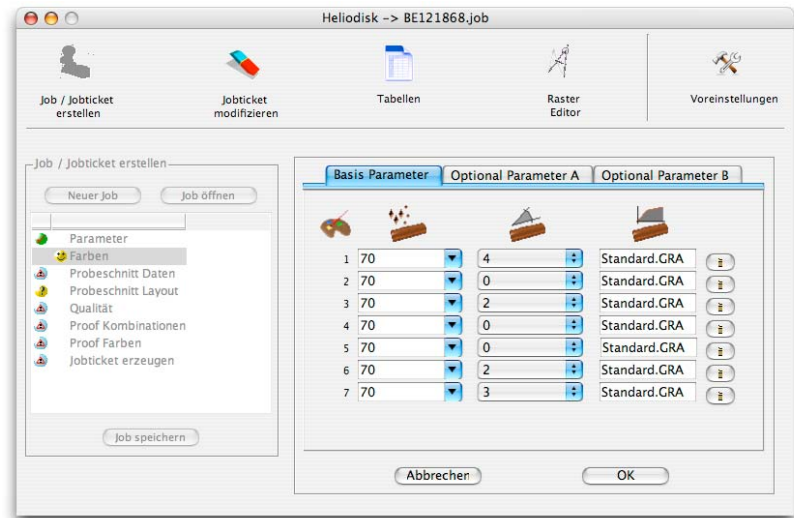 Heliodisk -> BE121868.job
Job / Jobticket
erstellen
Jobticket
modifizieren
Tabellen
Raster
Editor
Voreinstellungen
Job / Jobticket erstellen
Neuer Job
Job öffnen
Parameter
Farben
Probeschnitt Daten
Probeschnitt Layout
Qualität
Proof Kombinationen
Proof Farben
Jobticket erzeugen
Job speichern
Basis Parameter
Optional Parameter A
Optional Parameter B
1 70 4 Standard.GRA
2 70 0 Standard.GRA
3 70 2 Standard.GRA
4 70 0 Standard.GRA
5 70 0 Standard.GRA
6 70 2 Standard.GRA
7 70 3 Standard.GRA
Abbrechen
OK